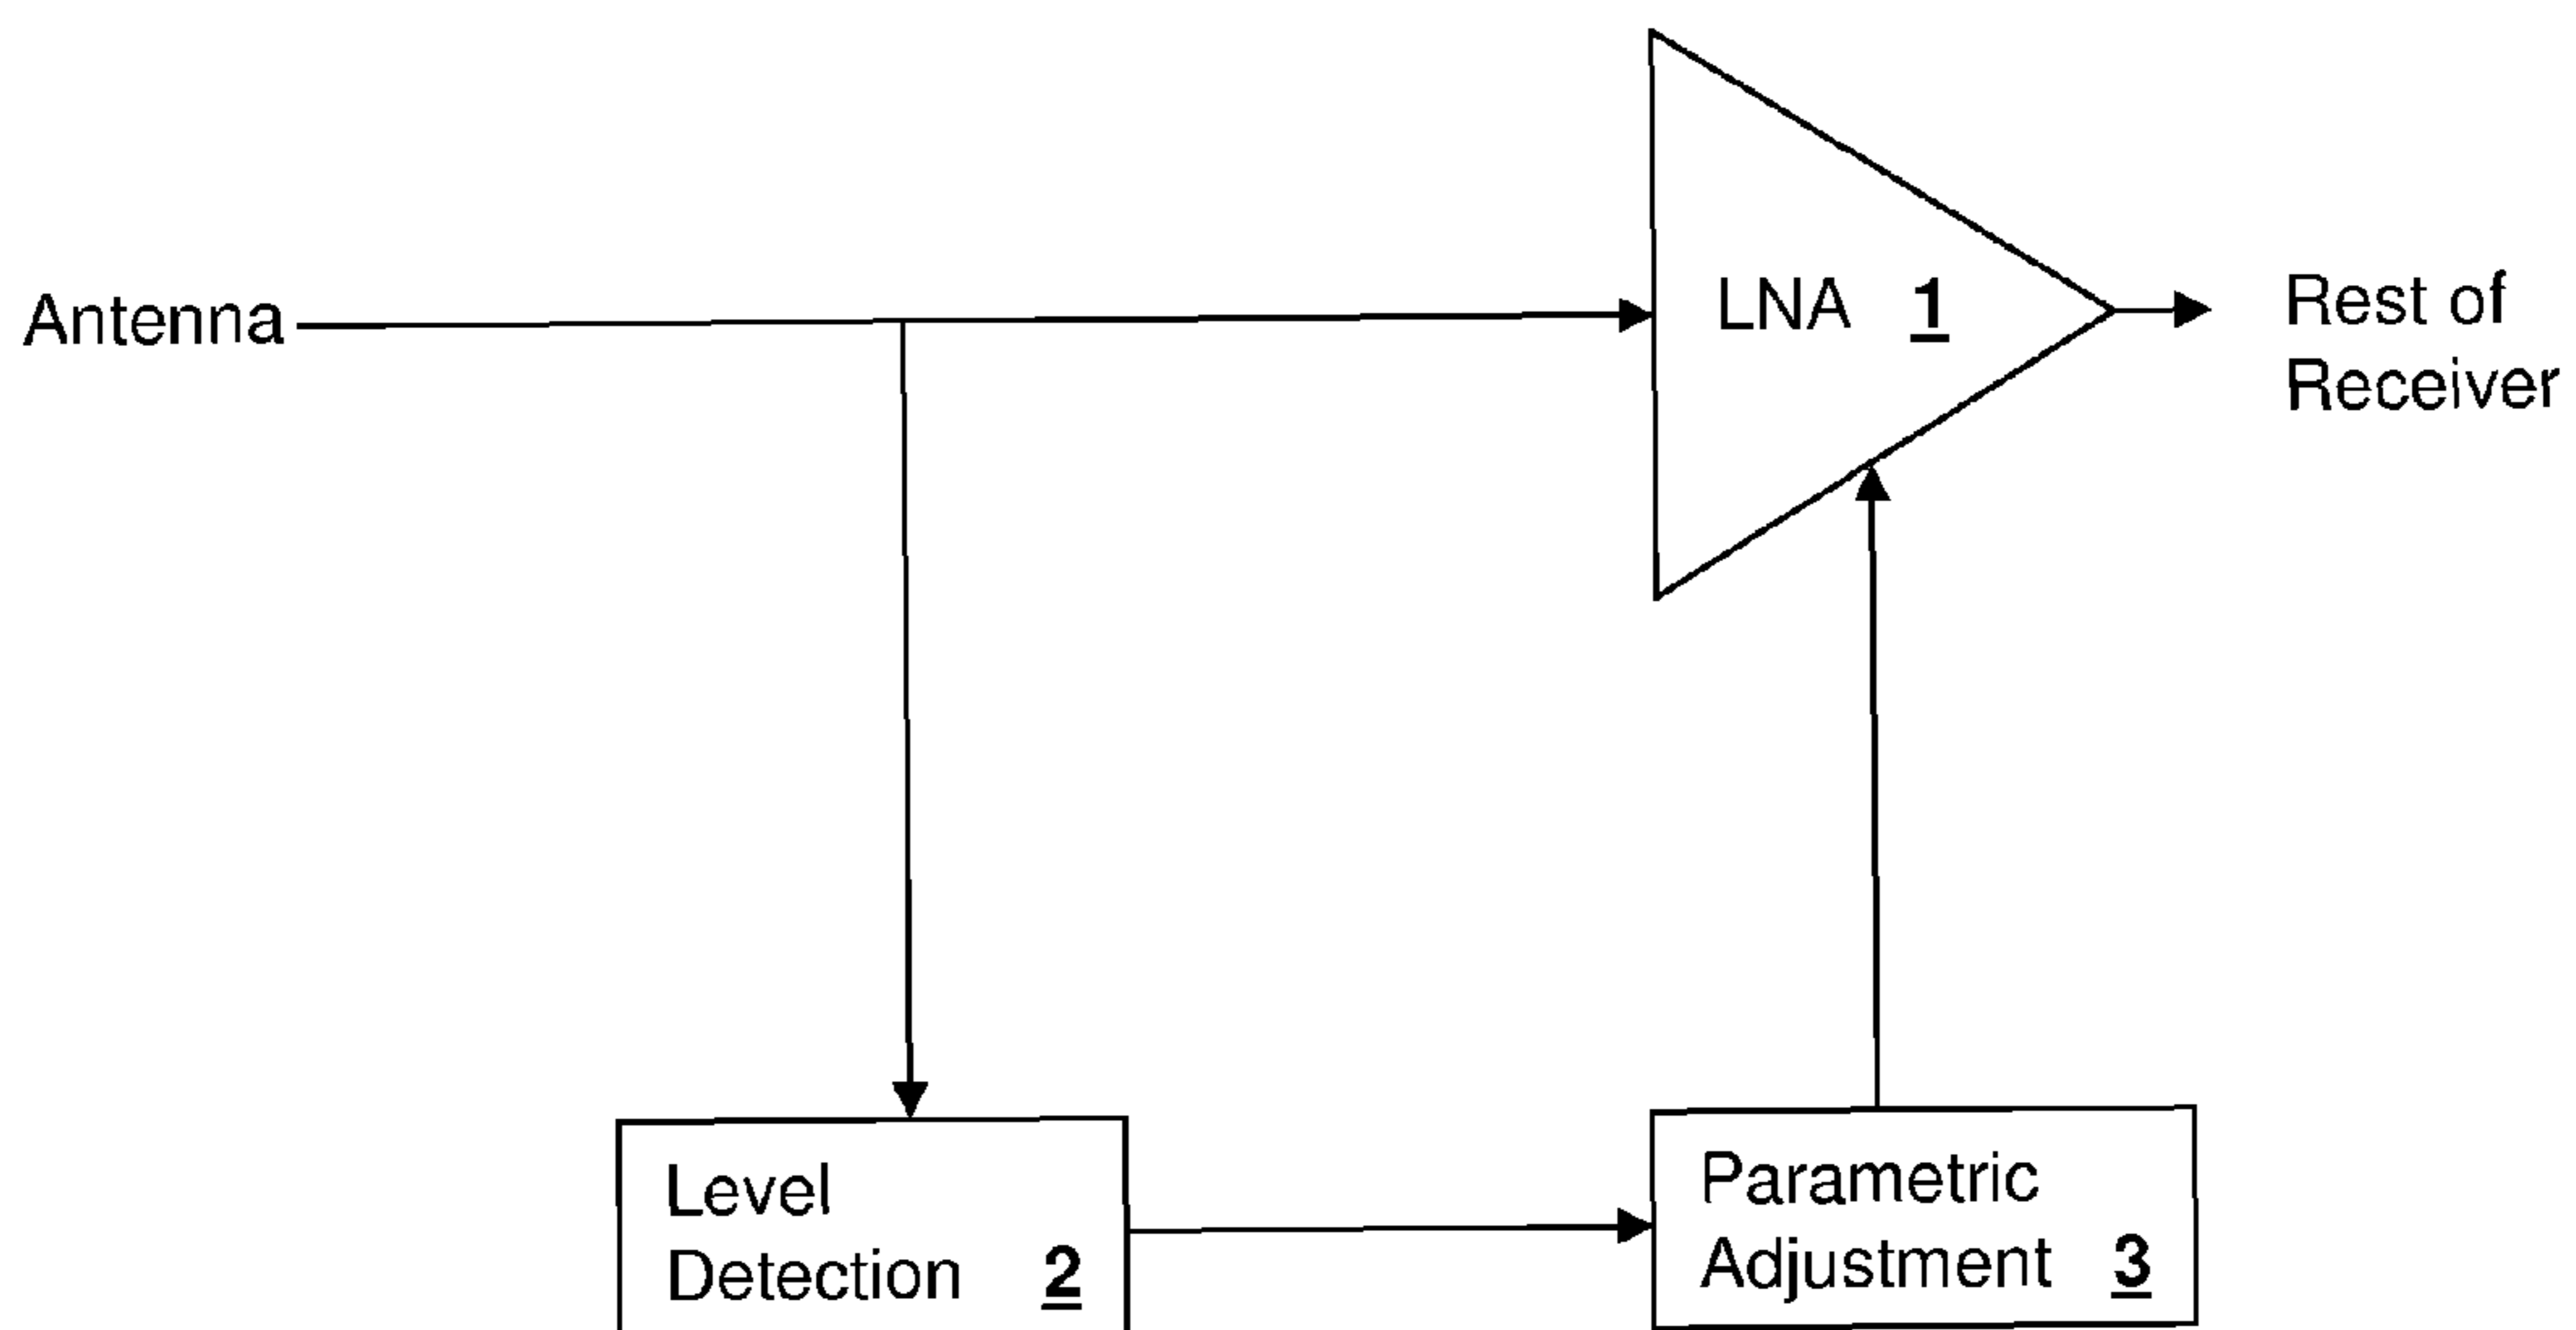 Antenna
LNA 1
Rest of
Receiver
Level
Detection 2
Parametric
Adjustment 3